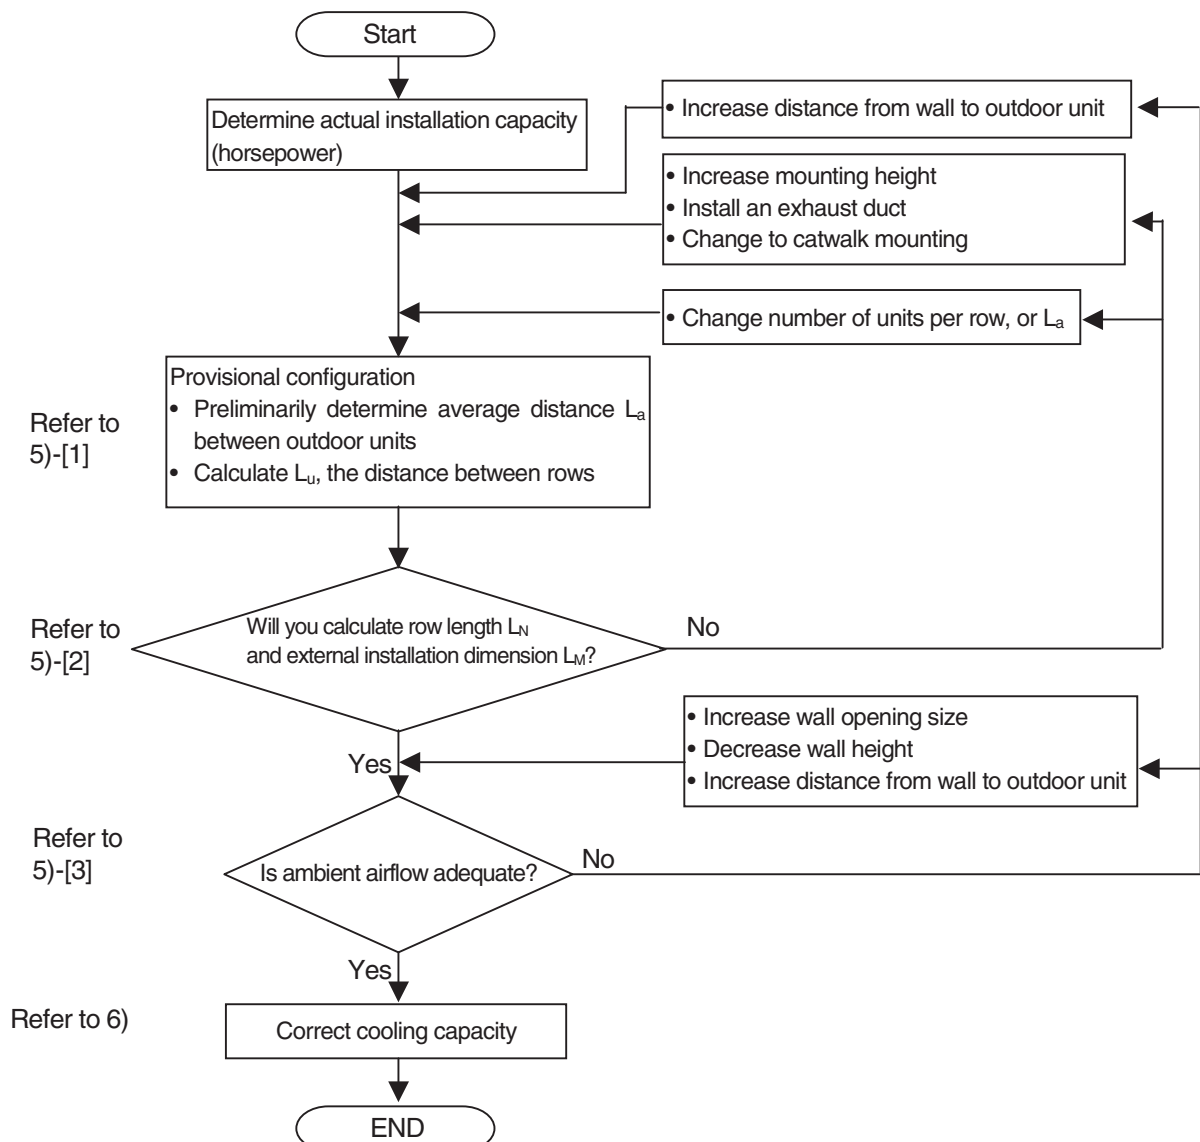 Start
Determine actual installation capacity
(horsepower)
• Increase distance from wall to outdoor unit
• Increase mounting height
• Install an exhaust duct
• Change to catwalk mounting
• Change number of units per row, or Lₐ
Refer to
5)-[1]
Provisional configuration
• Preliminarily determine average distance Lₐ
between outdoor units
• Calculate Lᵤ, the distance between rows
Refer to
5)-[2]
Will you calculate row length L_N
and external installation dimension L_M?
No
Yes
• Increase wall opening size
• Decrease wall height
• Increase distance from wall to outdoor unit
Refer to
5)-[3]
Is ambient airflow adequate?
No
Yes
Refer to 6)
Correct cooling capacity
END